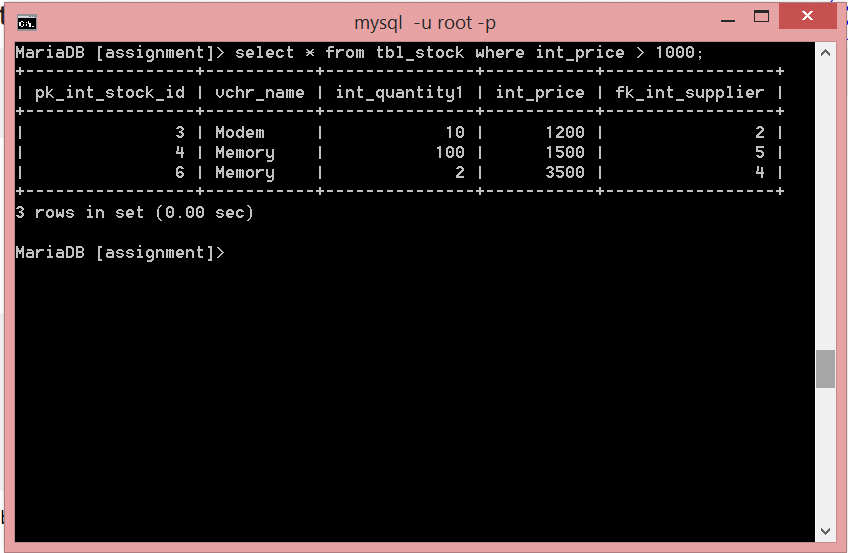 mysql -u root -p
MariaDB [assignment]> select * from tbl_stock where int_price > 1000;
+-----------------+-----------+---------------+-----------+-----------------+
| pk_int_stock_id | vchr_name | int_quantity1 | int_price | fk_int_supplier |
+-----------------+-----------+---------------+-----------+-----------------+
|               3 | Modem     |            10 |      1200 |               2 |
|               4 | Memory    |           100 |      1500 |               5 |
|               6 | Memory    |             2 |      3500 |               4 |
+-----------------+-----------+---------------+-----------+-----------------+
3 rows in set (0.00 sec)
MariaDB [assignment]>